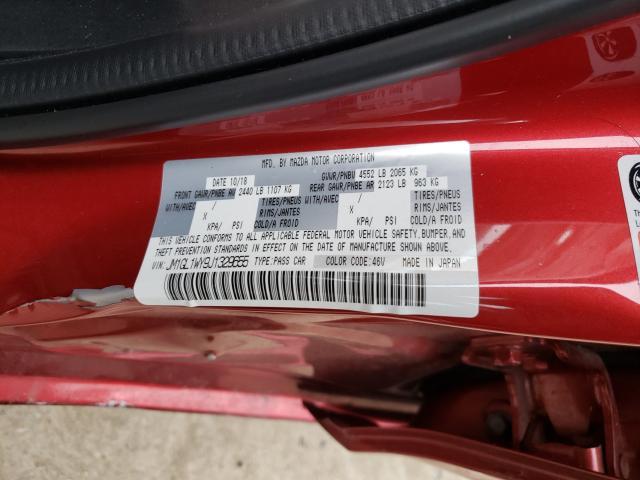 MFD. BY MAZDA MOTOR CORPORATION
DATE 10/18 GVWR/PNBV 4552 LB 2065 KG
FRONT GAWR/PNBE AV 2440 LB 1107 KG REAR GAWR/PNBE AR 2123 LB 963 KG
WITH/AVEC TIRES/PNEUS WITH/AVEC TIRES/PNEUS
X RIMS/JANTES X RIMS/JANTES
KPA/ PSI COLD/A FROID KPA/ PSI COLD/A FROID
THIS VEHICLE CONFORMS TO ALL APPLICABLE FEDERAL MOTOR VEHICLE SAFETY,BUMPER,AND
THEFT PREVENTION STANDARDS IN EFFECT ON THE DATE OF MANUFACTURE SHOWN ABOVE.
VIN: JM1GL1WY9J1329655 TYPE:PASS CAR COLOR CODE:46V MADE IN JAPAN